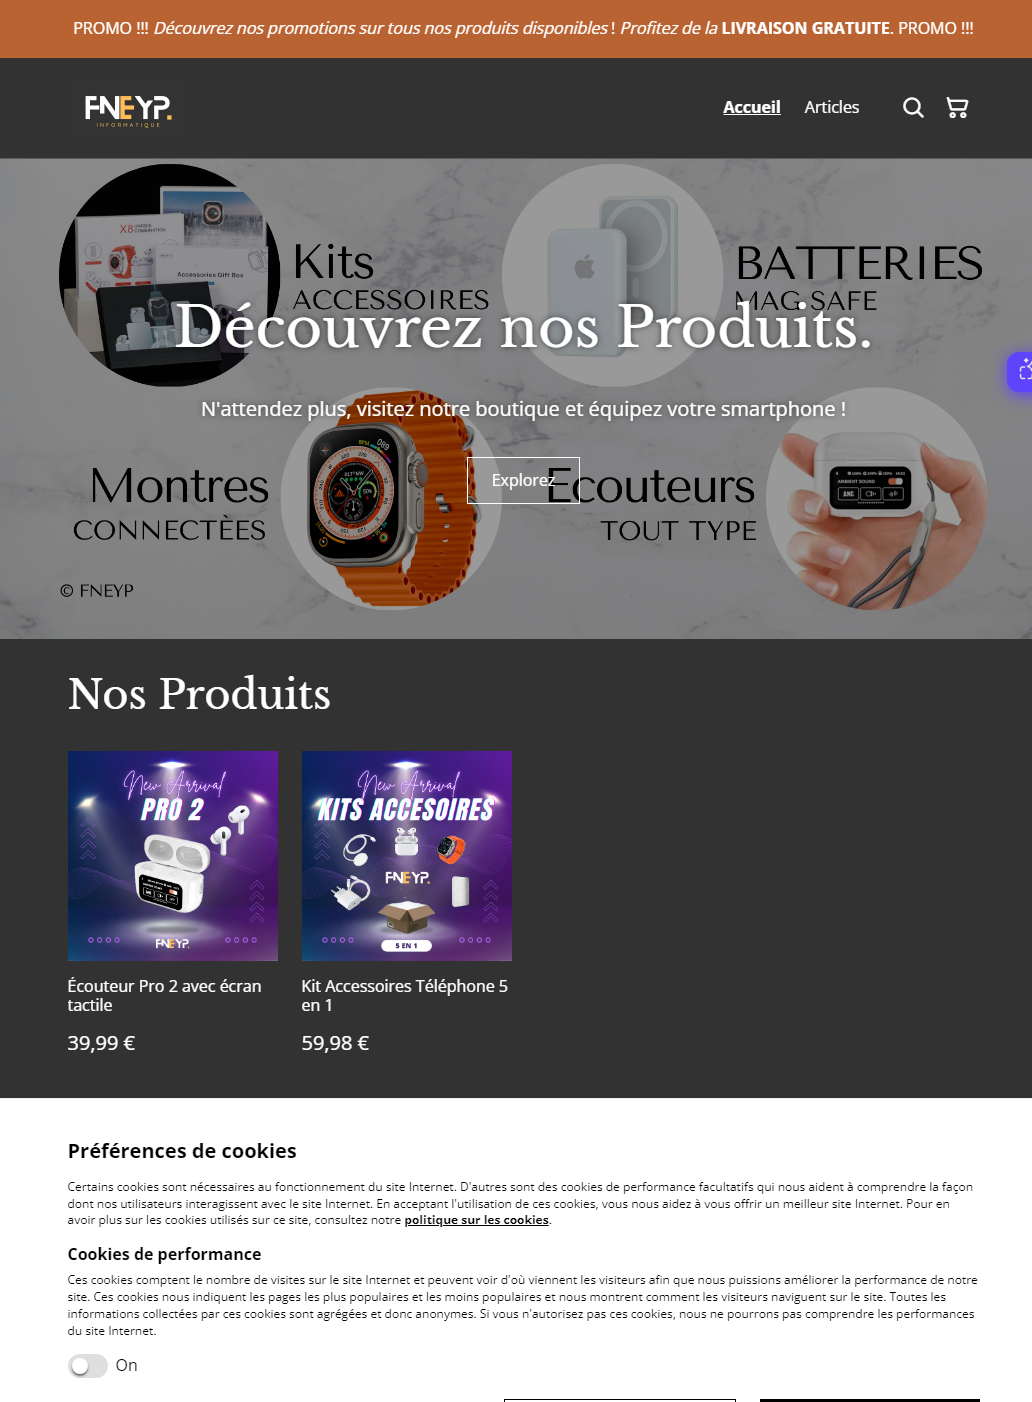 PROMO !!! Découvrez nos promotions sur tous nos produits disponibles ! Profitez de la LIVRAISON GRATUITE. PROMO !!!
FNEYP.
INFORMATIQUE
Accueil
Articles
X8
Accessories Gift Box
Kits
ACCESSOIRES
BATTERIES
MAG SAFE
Découvrez nos Produits.
N'attendez plus, visitez notre boutique et équipez votre smartphone !
Montres
CONNECTÈES
Explorez
Ecouteurs
TOUT TYPE
AMBIENT SOUND
© FNEYP
Nos Produits
New Arrival
PRO 2
FNEYP.
New Arrival
KITS ACCESOIRES
FNEYP.
5 EN 1
Écouteur Pro 2 avec écran
tactile
39,99 €
Kit Accessoires Téléphone 5
en 1
59,98 €
Préférences de cookies
Certains cookies sont nécessaires au fonctionnement du site Internet. D'autres sont des cookies de performance facultatifs qui nous aident à comprendre la façon
dont nos utilisateurs interagissent avec le site Internet. En acceptant l'utilisation de ces cookies, vous nous aidez à vous offrir un meilleur site Internet. Pour en
avoir plus sur les cookies utilisés sur ce site, consultez notre politique sur les cookies.
Cookies de performance
Ces cookies comptent le nombre de visites sur le site Internet et peuvent voir d'où viennent les visiteurs afin que nous puissions améliorer la performance de notre
site. Ces cookies nous indiquent les pages les plus populaires et les moins populaires et nous montrent comment les visiteurs naviguent sur le site. Toutes les
informations collectées par ces cookies sont agrégées et donc anonymes. Si vous n'autorisez pas ces cookies, nous ne pourrons pas comprendre les performances
du site Internet.
On